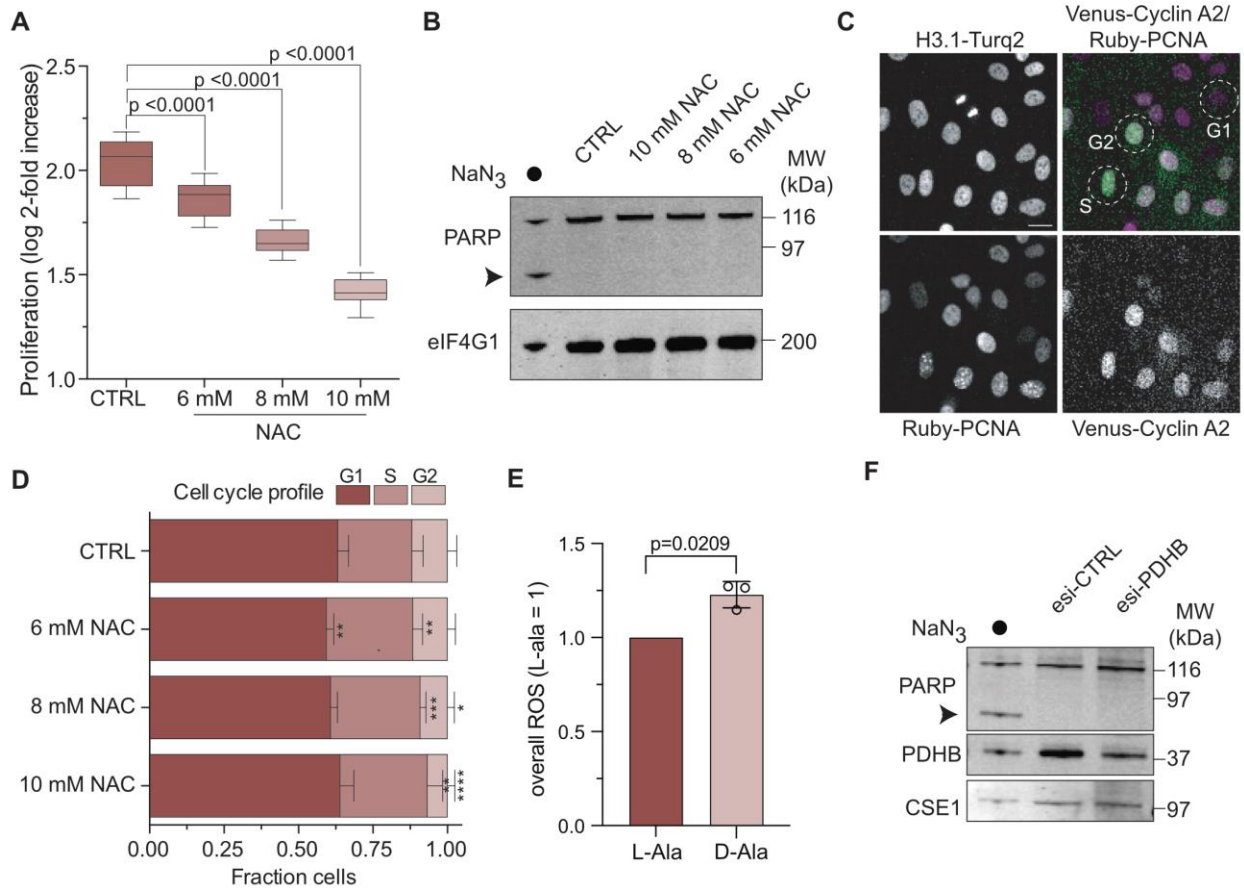 A
Proliferation (log 2-fold increase)
2.5
2.0
1.5
1.0
p <0.0001
p <0.0001
p <0.0001
CTRL
6 mM
8 mM
10 mM
NAC
B
CTRL
10 mM NAC
8 mM NAC
6 mM NAC
MW
(kDa)
NaN3
PARP
116
97
eIF4G1
200
C
H3.1-Turq2
Venus-Cyclin A2/
Ruby-PCNA
G1
G2
S
Ruby-PCNA
Venus-Cyclin A2
D
Cell cycle profile
G1
S
G2
CTRL
6 mM NAC
**
**
8 mM NAC
***
*
10 mM NAC
**
****
0.00
0.25
0.50
0.75
1.00
Fraction cells
E
overall ROS (L-ala = 1)
1.5
1.0
0.5
0.0
p=0.0209
L-Ala
D-Ala
F
esi-CTRL
esi-PDHB
MW
(kDa)
NaN3
PARP
116
97
PDHB
37
CSE1
97